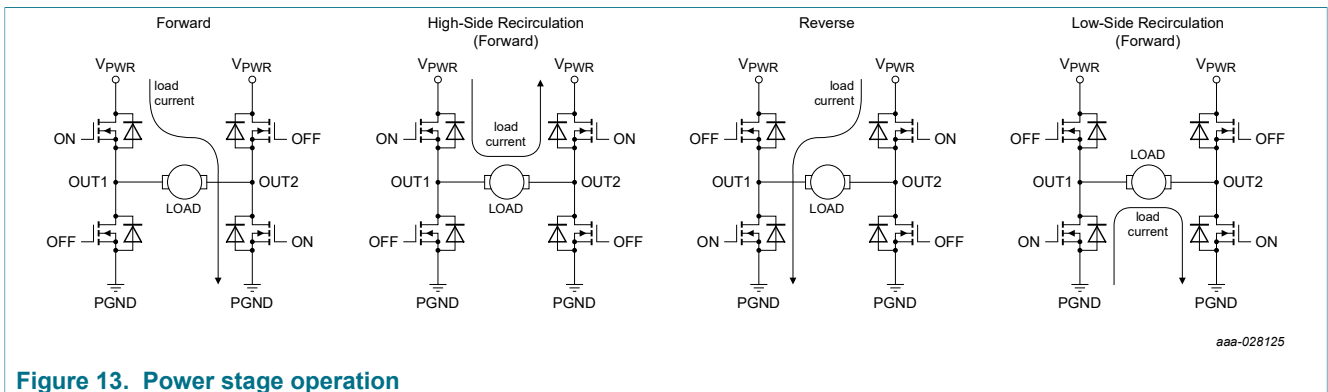 Forward
VPWR
VPWR
load
current
ON
OFF
OUT1
OUT2
LOAD
OFF
ON
PGND
PGND
High-Side Recirculation
(Forward)
VPWR
VPWR
load
current
ON
ON
OUT1
OUT2
LOAD
OFF
OFF
PGND
PGND
Reverse
VPWR
VPWR
load
current
OFF
ON
OUT1
OUT2
LOAD
ON
OFF
PGND
PGND
Low-Side Recirculation
(Forward)
VPWR
VPWR
OFF
OFF
LOAD
OUT1
OUT2
load
current
ON
ON
PGND
PGND
aaa-028125
Figure 13. Power stage operation